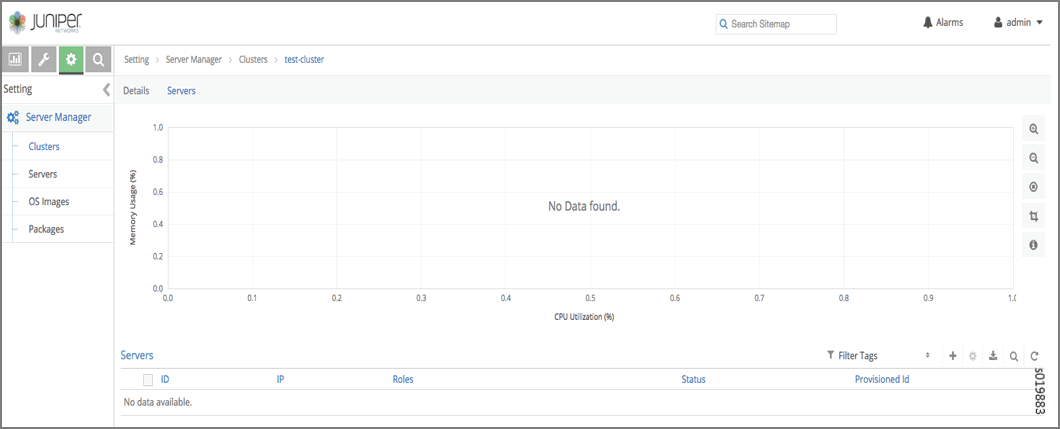 JUNIPER
NETWORKS
Search Sitemap
Alarms
admin
Setting
Setting > Server Manager > Clusters > test-cluster
Server Manager
Clusters
Servers
OS Images
Packages
Details Servers
Memory Usage (%)
1.0
0.8
0.6
0.4
0.2
0.0
No Data found.
0.0 0.1 0.2 0.3 0.4 0.5 0.6 0.7 0.8 0.9 1.0
CPU Utilization (%)
Servers
Filter Tags
ID IP Roles Status Provisioned Id
No data available.
s019883